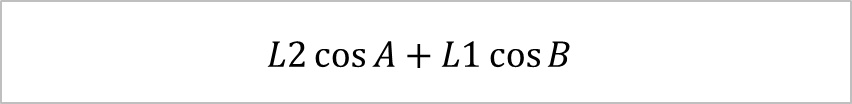 L2 cos A + L1 cos B